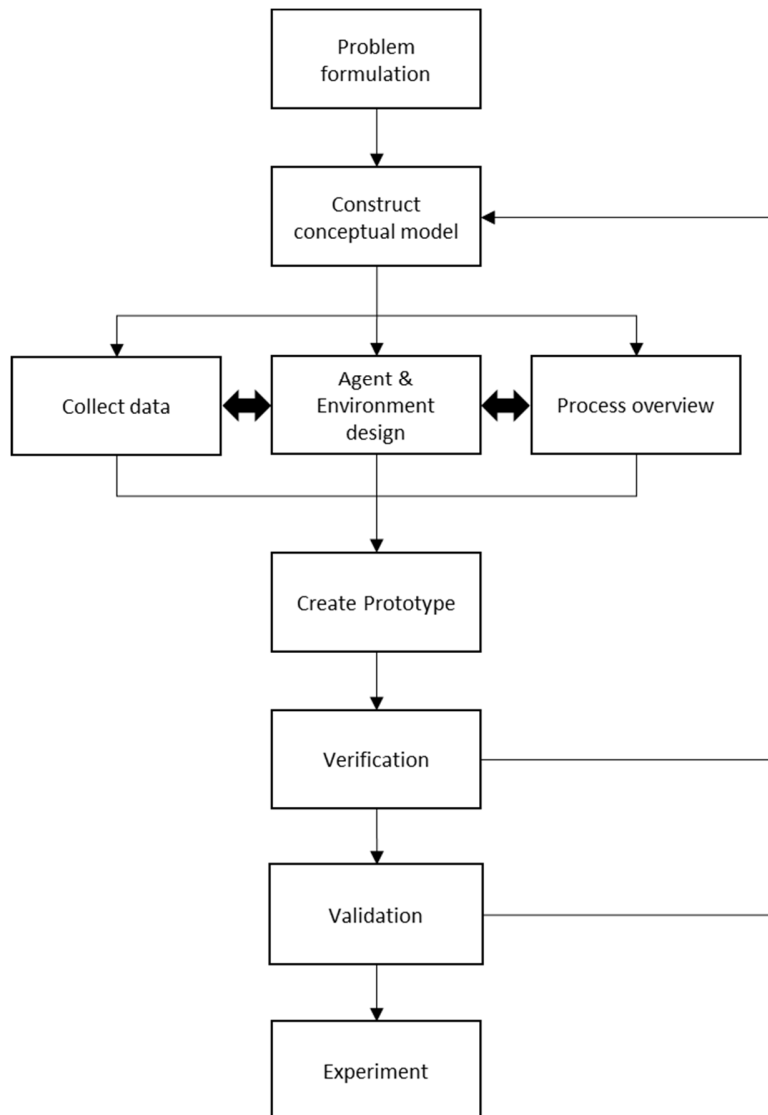 Problem
formulation
Construct
conceptual model
Collect data
Agent &
Environment
design
Process overview
Create Prototype
Verification
Validation
Experiment